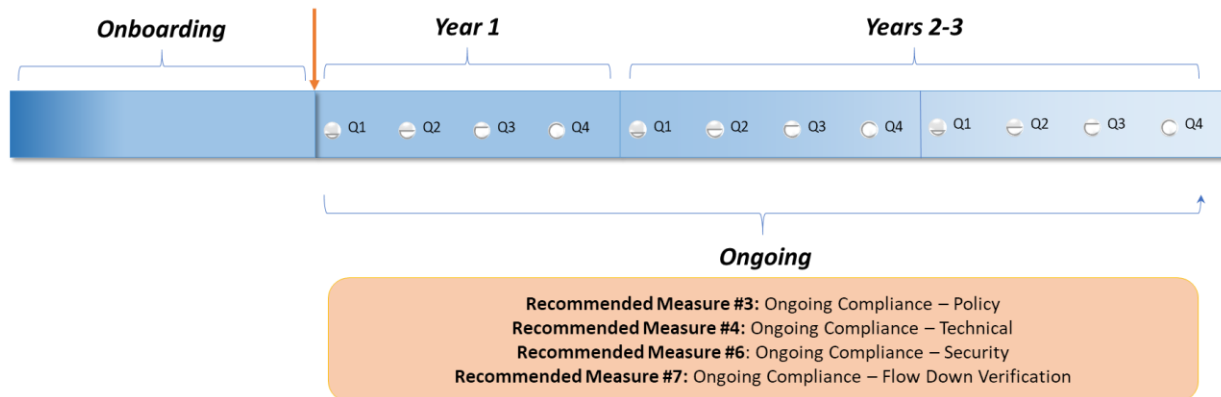 Onboarding
Year 1
Years 2-3
Q1 Q2 Q3 Q4 Q1 Q2 Q3 Q4 Q1 Q2 Q3 Q4
Ongoing
Recommended Measure #3: Ongoing Compliance – Policy
Recommended Measure #4: Ongoing Compliance – Technical
Recommended Measure #6: Ongoing Compliance – Security
Recommended Measure #7: Ongoing Compliance – Flow Down Verification